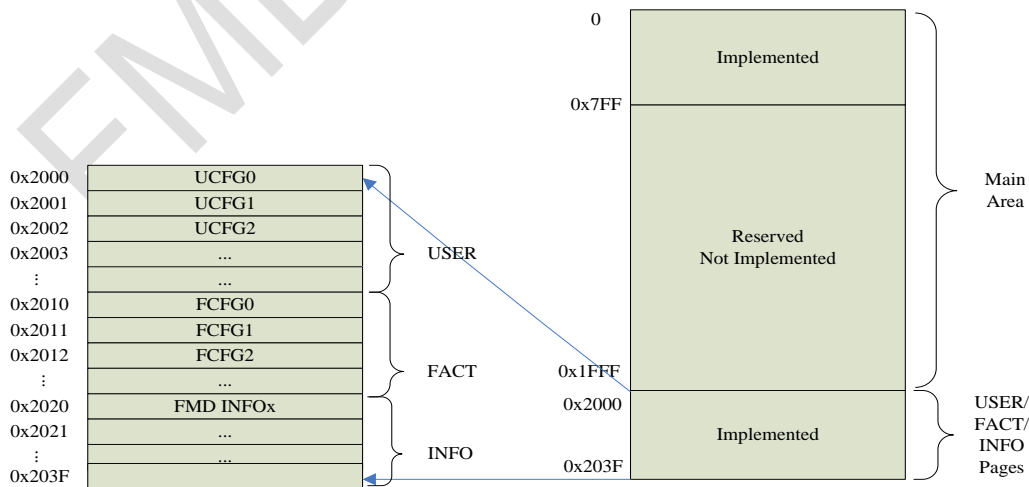 FMD
0x2000 UCFG0
0x2001 UCFG1
0x2002 UCFG2
0x2003 ...
⋮ ...
USER
0x2010 FCFG0
0x2011 FCFG1
0x2012 FCFG2
⋮ ...
FACT
0x2020 FMD INFOx
0x2021 ...
⋮ ...
0x203F
INFO
0
Implemented
0x7FF
Reserved
Not Implemented
0x1FFF
Main
Area
0x2000
Implemented
0x203F
USER/
FACT/
INFO
Pages